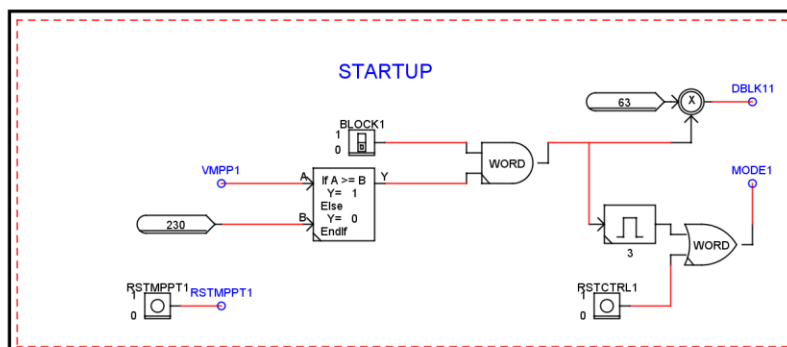 STARTUP
63
X
DBLK11
BLOCK1
1
0
WORD
VMPP1
A
If A >= B
Y= 1
Else
Y= 0
EndIf
Y
B
230
MODE1
3
WORD
RSTMPPT1
1
0
RSTMPPT1
RSTCTRL1
1
0